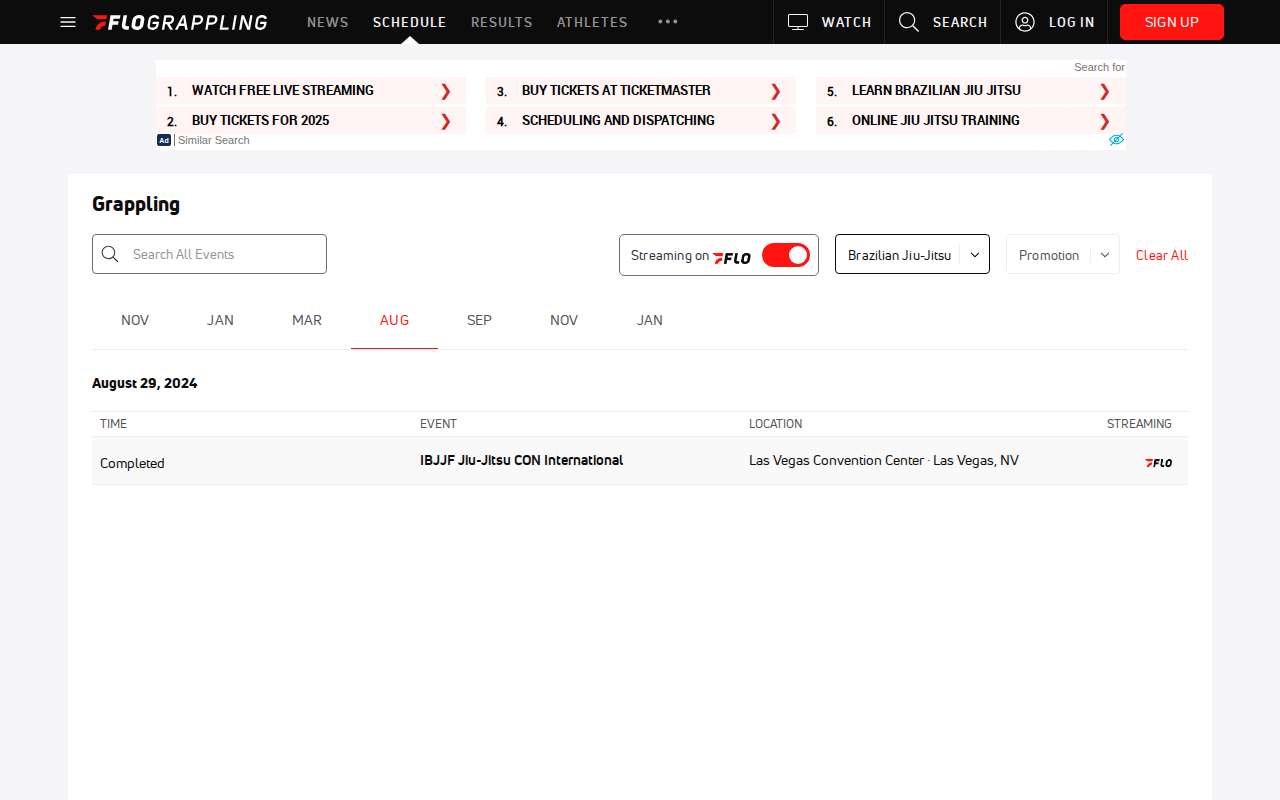 FLOGRAPPLING NEWS SCHEDULE RESULTS ATHLETES ••• WATCH SEARCH LOG IN SIGN UP
Search for
1. WATCH FREE LIVE STREAMING ❯
2. BUY TICKETS FOR 2025 ❯
3. BUY TICKETS AT TICKETMASTER ❯
4. SCHEDULING AND DISPATCHING ❯
5. LEARN BRAZILIAN JIU JITSU ❯
6. ONLINE JIU JITSU TRAINING ❯
Ad | Similar Search
Grappling
Search All Events Streaming on FLO Brazilian Jiu-Jitsu Promotion Clear All
NOV JAN MAR AUG SEP NOV JAN
August 29, 2024
TIME EVENT LOCATION STREAMING
Completed IBJJF Jiu-Jitsu CON International Las Vegas Convention Center · Las Vegas, NV FLO